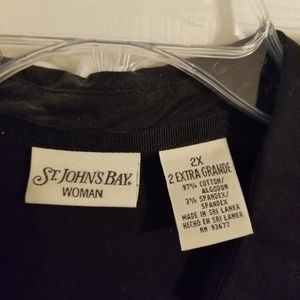 ST. JOHN'S BAY.
WOMAN
2X
2 EXTRA GRANDE
97% COTTON/
ALGODON
3% SPANDEX/
SPANDEX
MADE IN SRI LANKA
HECHO EN SRI LANKA
RN 93677